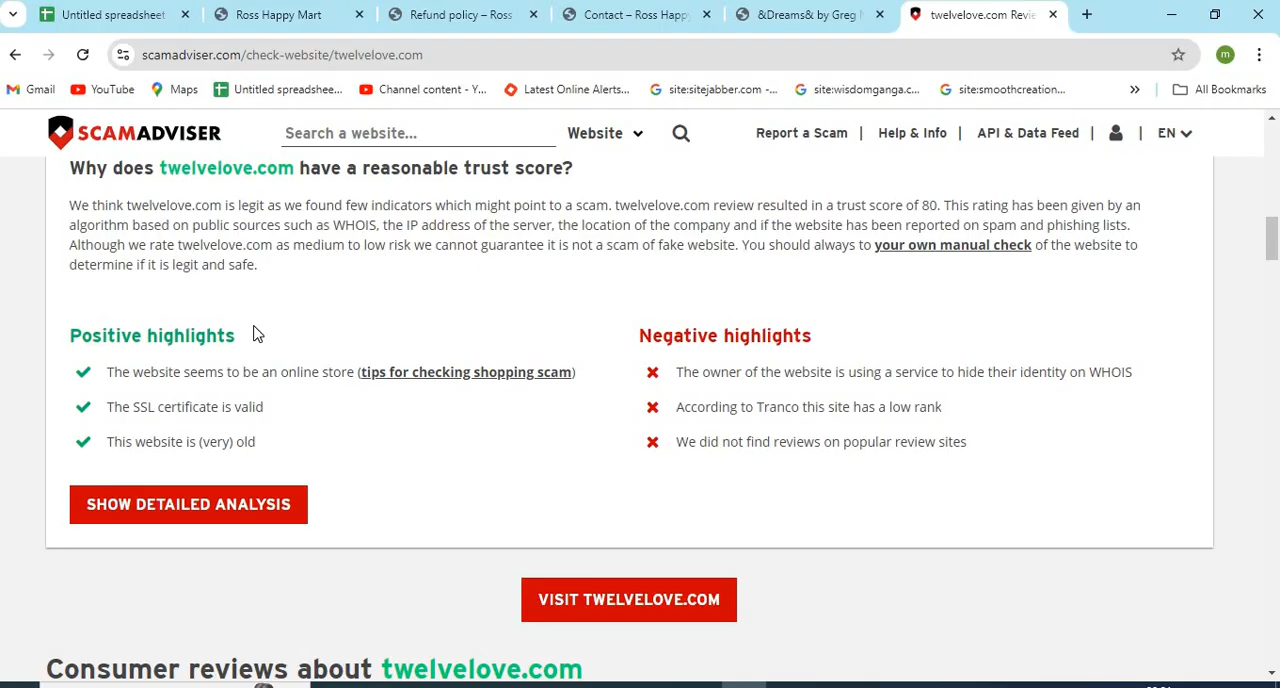 Untitled spreadsheet
Ross Happy Mart
Refund policy – Ross
Contact – Ross Happy
&Dreams& by Greg
twelvelove.com Revie
scamadviser.com/check-website/twelvelove.com
m
Gmail
YouTube
Maps
Untitled spreadshee...
Channel content - Y...
Latest Online Alerts...
site:sitejabber.com -...
site:wisdomganga.c...
site:smoothcreation...
All Bookmarks
SCAMADVISER
Search a website...
Website
Report a Scam | Help & Info | API & Data Feed | | EN
Why does twelvelove.com have a reasonable trust score?
We think twelvelove.com is legit as we found few indicators which might point to a scam. twelvelove.com review resulted in a trust score of 80. This rating has been given by an
algorithm based on public sources such as WHOIS, the IP address of the server, the location of the company and if the website has been reported on spam and phishing lists.
Although we rate twelvelove.com as medium to low risk we cannot guarantee it is not a scam of fake website. You should always to your own manual check of the website to
determine if it is legit and safe.
Positive highlights
The website seems to be an online store (tips for checking shopping scam)
The SSL certificate is valid
This website is (very) old
Negative highlights
The owner of the website is using a service to hide their identity on WHOIS
According to Tranco this site has a low rank
We did not find reviews on popular review sites
SHOW DETAILED ANALYSIS
VISIT TWELVELOVE.COM
Consumer reviews about twelvelove.com